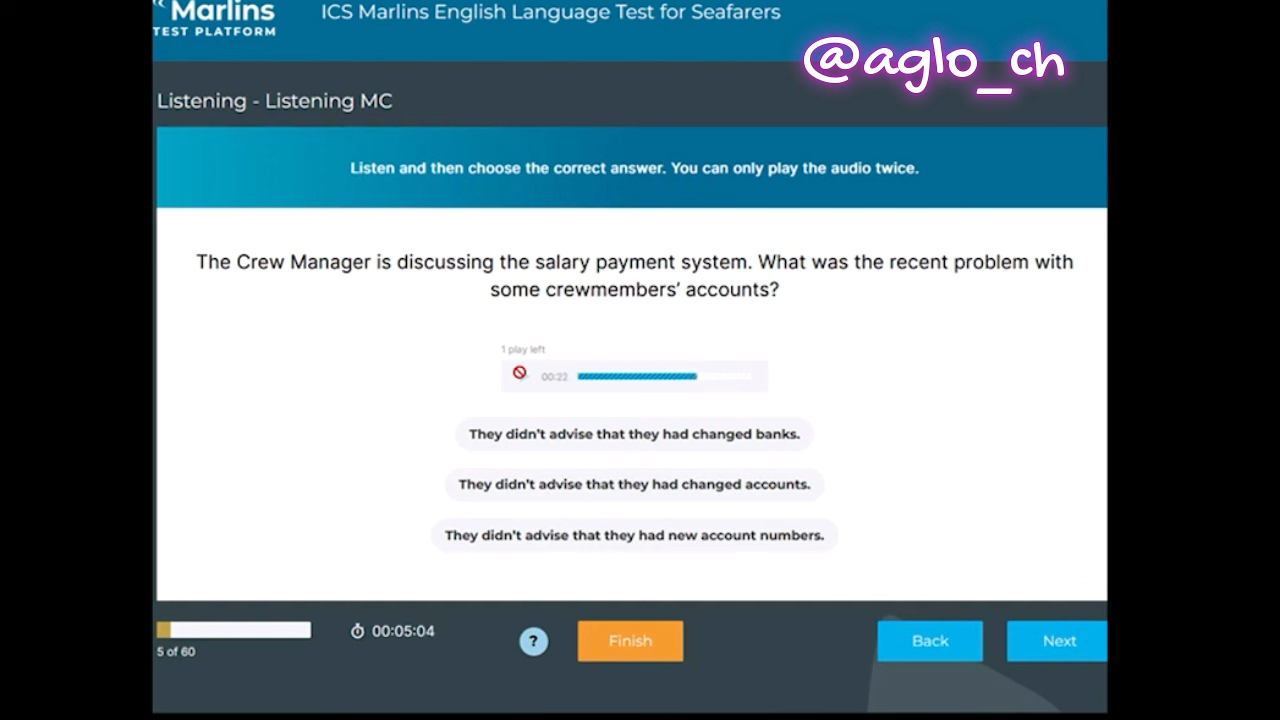 Marlins
TEST PLATFORM
ICS Marlins English Language Test for Seafarers
@aglo_ch
Listening - Listening MC
Listen and then choose the correct answer. You can only play the audio twice.
The Crew Manager is discussing the salary payment system. What was the recent problem with
some crewmembers’ accounts?
1 play left
00:22
They didn’t advise that they had changed banks.
They didn’t advise that they had changed accounts.
They didn’t advise that they had new account numbers.
5 of 60
00:05:04
?
Finish
Back
Next